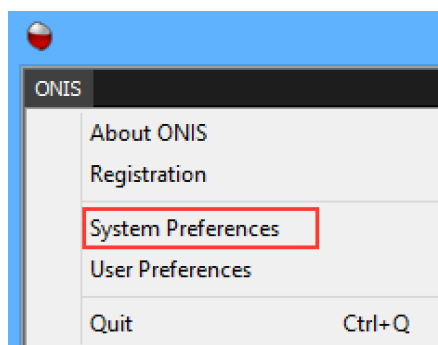 ONIS
About ONIS
Registration
System Preferences
User Preferences
Quit Ctrl+Q